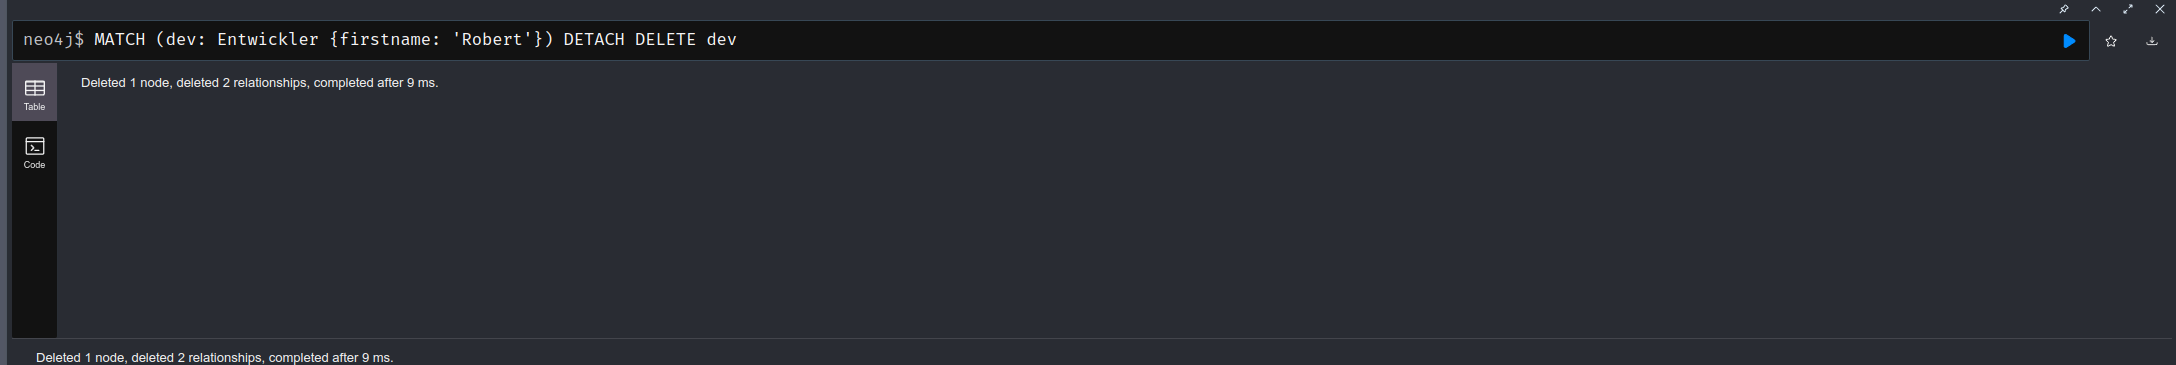 neo4j$ MATCH (dev: Entwickler {firstname: 'Robert'}) DETACH DELETE dev
Deleted 1 node, deleted 2 relationships, completed after 9 ms.
Table
Code
Deleted 1 node, deleted 2 relationships, completed after 9 ms.